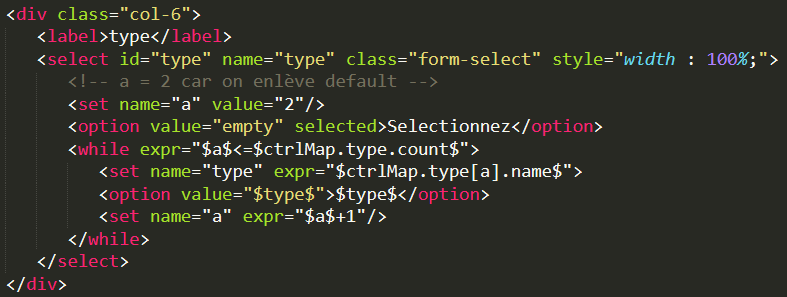 <div class="col-6">
<label>type</label>
<select id="type" name="type" class="form-select" style="width : 100%;">
<!-- a = 2 car on enlève default -->
<set name="a" value="2"/>
<option value="empty" selected>Selectionnez</option>
<while expr="$a$<=$ctrlMap.type.count$">
<set name="type" expr="$ctrlMap.type[a].name$">
<option value="$type$">$type$</option>
<set name="a" expr="$a$+1"/>
</while>
</select>
</div>